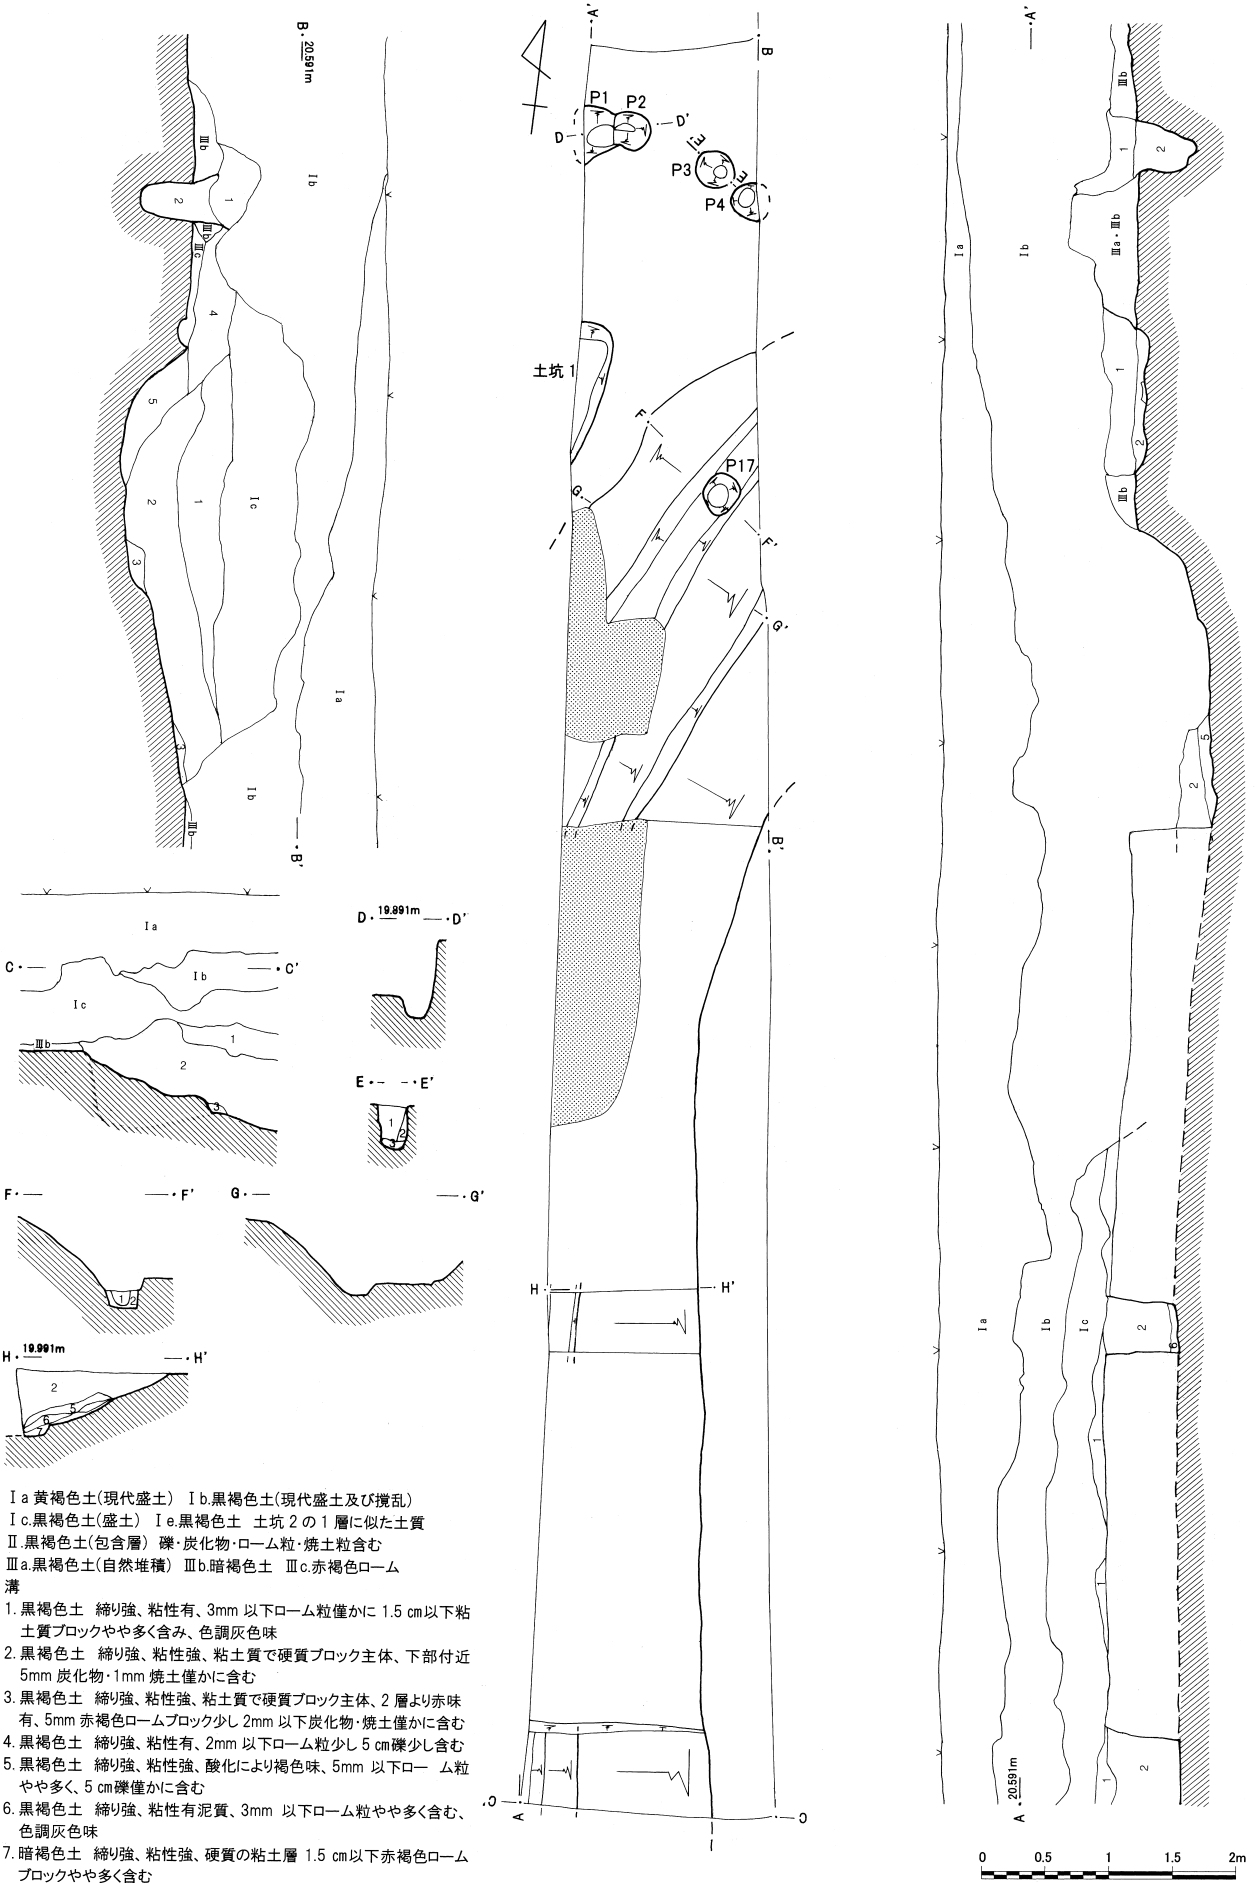 B
20.591m
Ⅲb
Ⅰb
2
1
Ⅲb
Ⅲc
4
5
2
1
Ⅰc
3
Ⅰa
3
Ⅰb
Ⅲb
B'
A'
B
P1
P2
D
D'
E'
P3
E
P4
土坑1
F
P17
G
F'
G'
B'
H
H'
C'
A
C
A'
Ⅲb
1
2
Ⅰa
Ⅰb
Ⅲa・Ⅲb
1
2
Ⅲb
5
2
Ⅰa
Ⅰb
Ⅰc
2
6
1
1
1
2
20.591m
A
Ⅰa
C
C'
Ⅰb
Ⅰc
Ⅲb
1
2
3
D
19.891m
D'
E
E'
1
2
3
F
F'
1
2
G
G'
H
19.991m
H'
2
5
6
7
Ⅰa黄褐色土(現代盛土) Ⅰb.黒褐色土(現代盛土及び撹乱)
Ⅰc.黒褐色土(盛土) Ⅰe.黒褐色土 土坑2の1層に似た土質
Ⅱ.黒褐色土(包含層) 礫・炭化物・ローム粒・焼土粒含む
Ⅲa.黒褐色土(自然堆積) Ⅲb.暗褐色土 Ⅲc.赤褐色ローム
溝
1.黒褐色土 締り強、粘性有、3mm以下ローム粒僅かに1.5㎝以下粘
土質ブロックやや多く含み、色調灰色味
2.黒褐色土 締り強、粘性強、粘土質で硬質ブロック主体、下部付近
5mm炭化物・1mm焼土僅かに含む
3.黒褐色土 締り強、粘性強、粘土質で硬質ブロック主体、2層より赤味
有、5mm赤褐色ロームブロック少し2mm以下炭化物・焼土僅かに含む
4.黒褐色土 締り強、粘性有、2mm以下ローム粒少し5㎝礫少し含む
5.黒褐色土 締り強、粘性強、酸化により褐色味、5mm以下ロー ム粒
やや多く、5㎝礫僅かに含む
6.黒褐色土 締り強、粘性有泥質、3mm 以下ローム粒やや多く含む、
色調灰色味
7.暗褐色土 締り強、粘性強、硬質の粘土層 1.5㎝以下赤褐色ローム
ブロックやや多く含む
0 0.5 1 1.5 2m